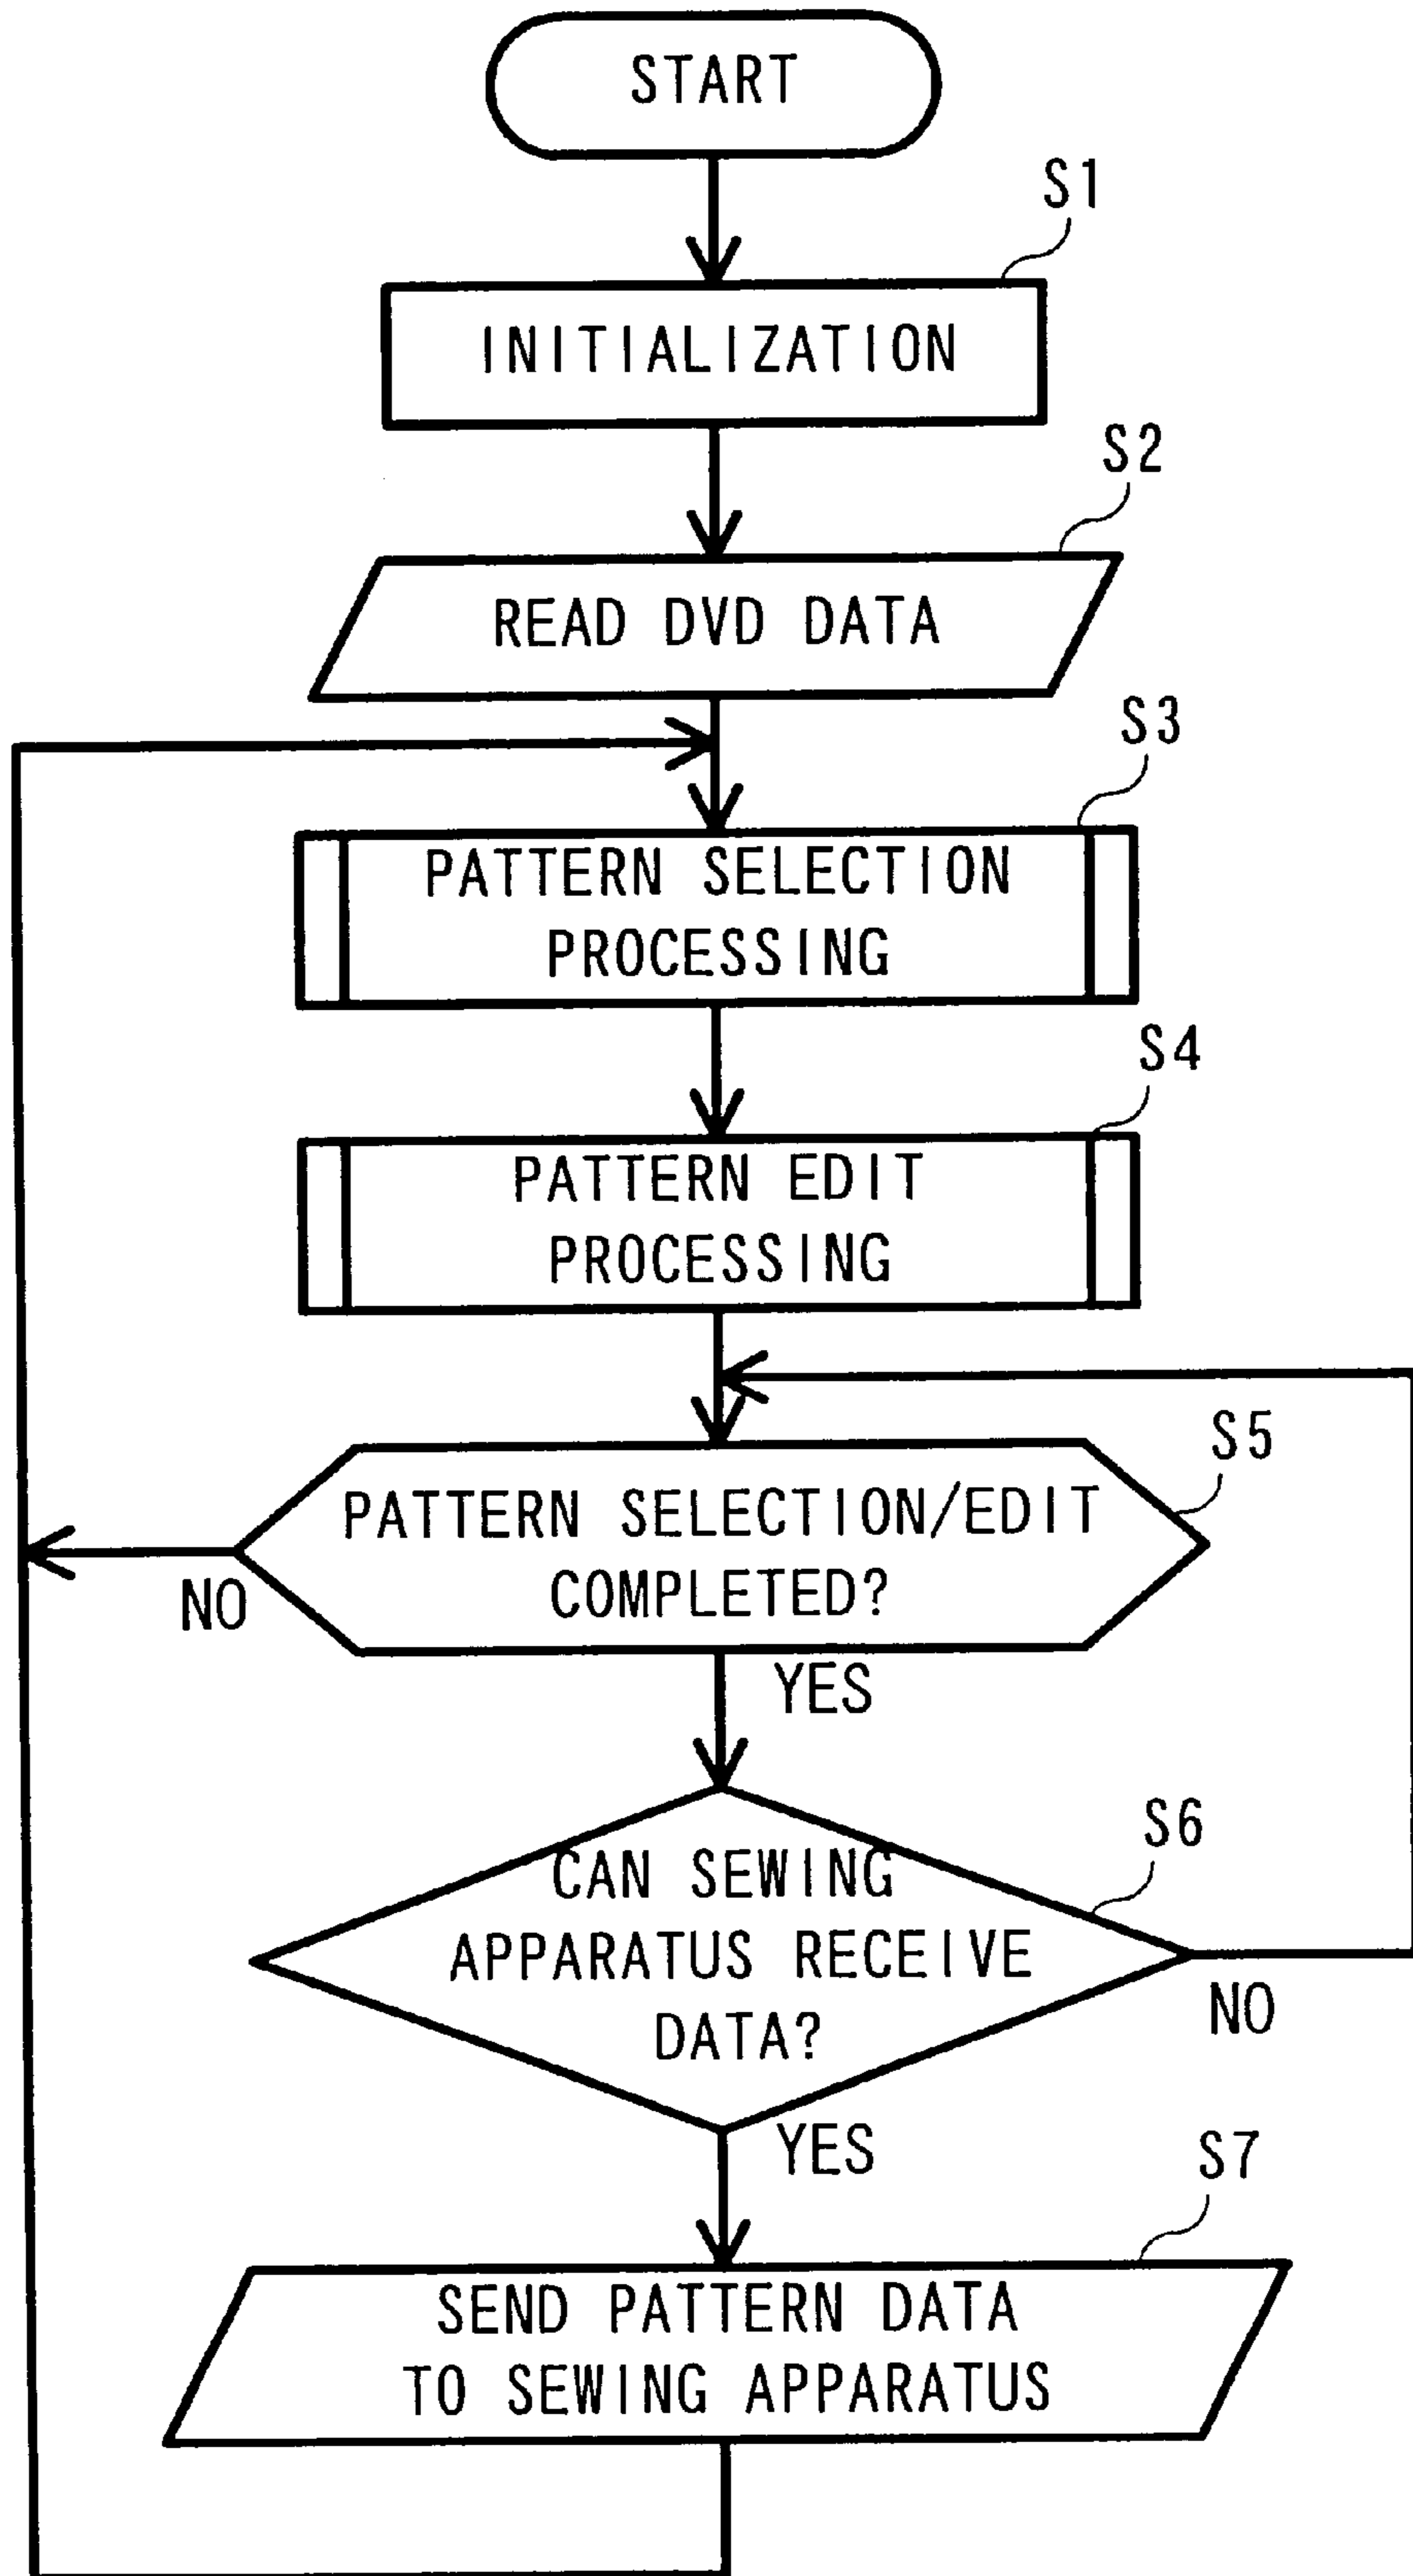 START
S1
INITIALIZATION
S2
READ DVD DATA
S3
PATTERN SELECTION
PROCESSING
S4
PATTERN EDIT
PROCESSING
S5
PATTERN SELECTION/EDIT
COMPLETED?
NO
YES
S6
CAN SEWING
APPARATUS RECEIVE
DATA?
NO
YES
S7
SEND PATTERN DATA
TO SEWING APPARATUS